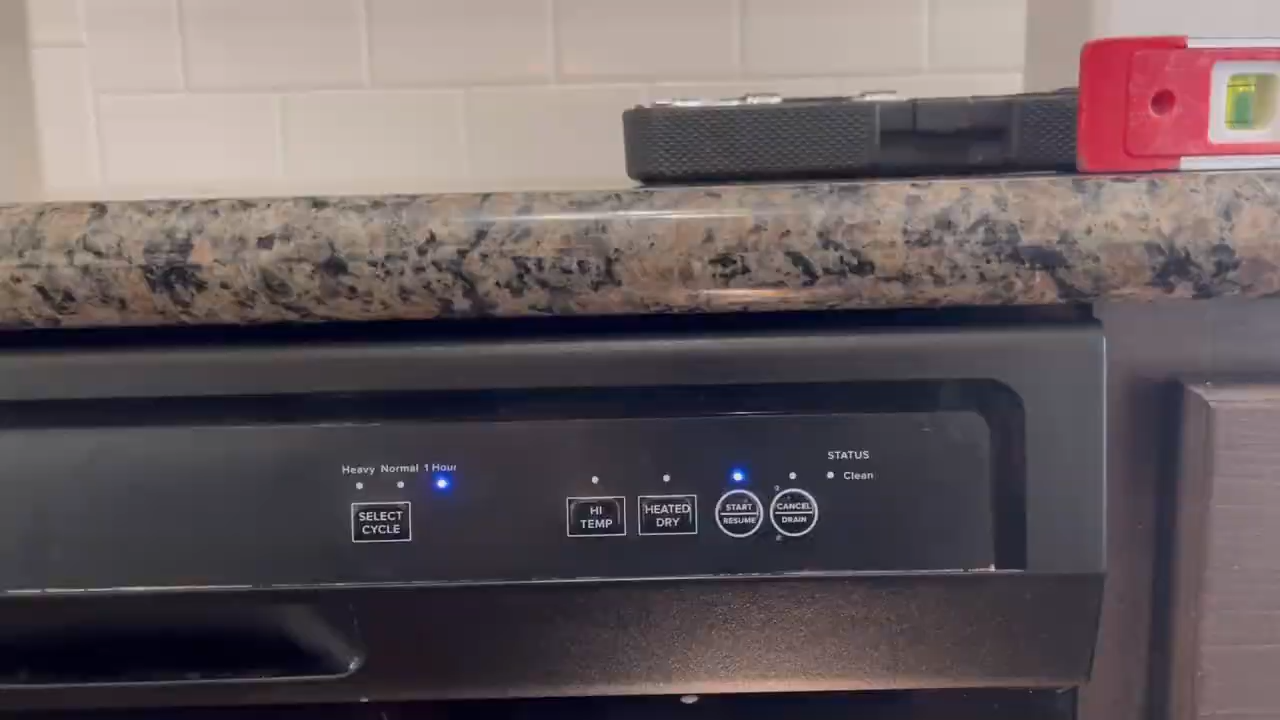 Heavy Normal 1 Hour
SELECT
CYCLE
HI
TEMP
HEATED
DRY
START
RESUME
CANCEL
DRAIN
STATUS
Clean